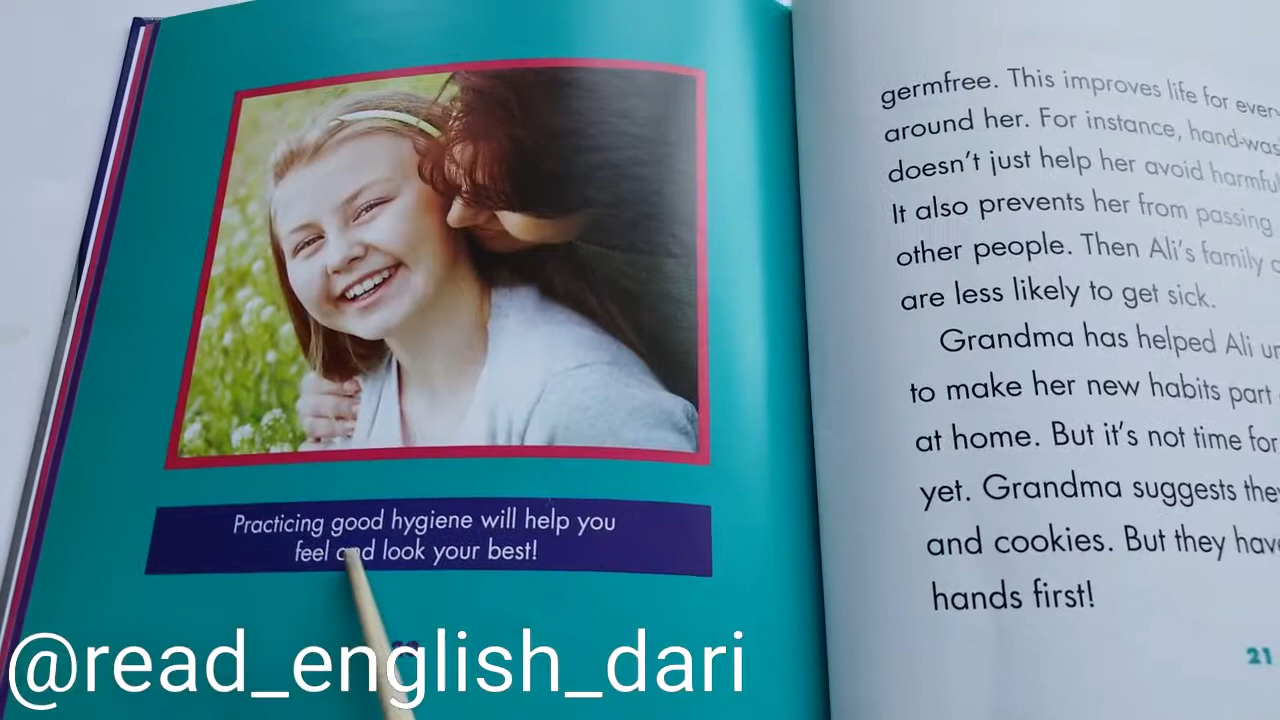 Practicing good hygiene will help you
feel and look your best!
germfree. This improves life for
around her. For instance,
doesn't just help her avoid
It also prevents her from passing
other people. Then Ali's family
are less likely to get sick.
Grandma has helped Ali
to make her new habits part
at home. But it's not time for
yet. Grandma suggests
and cookies. But they
hands first!
21
@read_english_dari